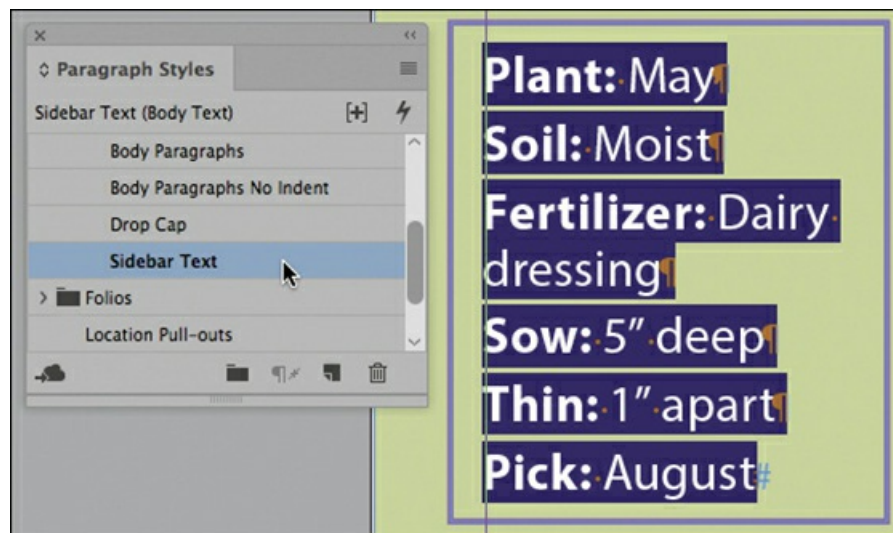 Paragraph Styles
Sidebar Text (Body Text)
Body Paragraphs
Body Paragraphs No Indent
Drop Cap
Sidebar Text
Folios
Location Pull-outs
Plant: May¶
Soil: Moist¶
Fertilizer: Dairy
dressing¶
Sow: 5” deep¶
Thin: 1” apart¶
Pick: August#